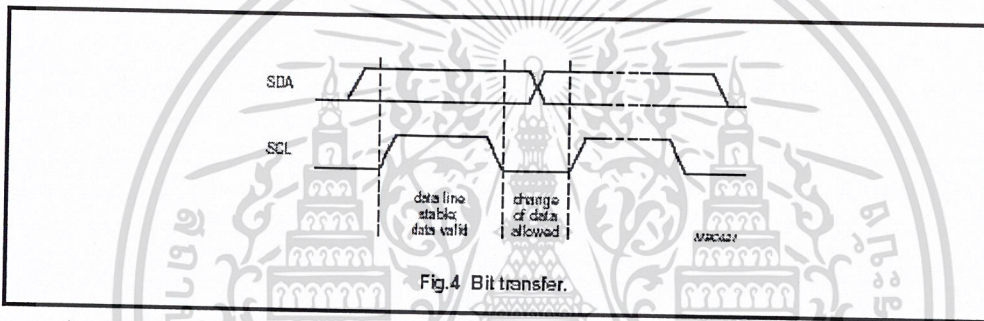 SDA
SCL
data line
stable;
data valid
change
of data
allowed
Fig.4 Bit transfer.